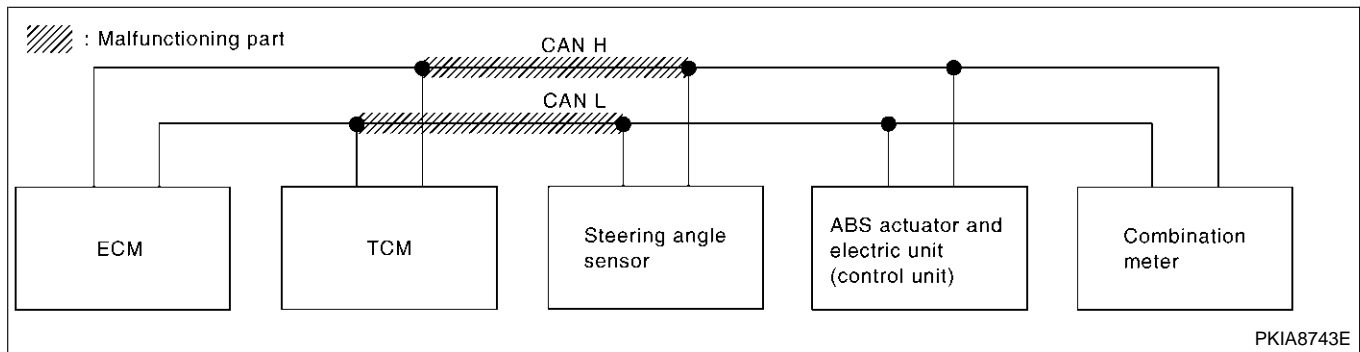 : Malfunctioning part
CAN H
CAN L
ECM
TCM
Steering angle
sensor
ABS actuator and
electric unit
(control unit)
Combination
meter
PKIA8743E